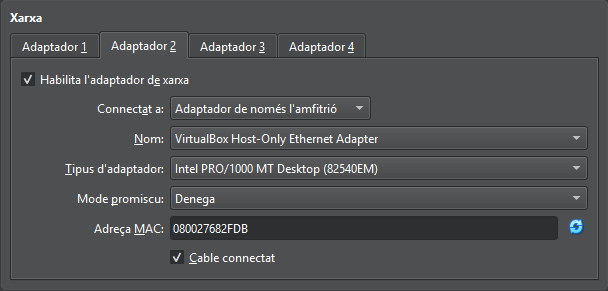 Xarxa
Adaptador 1 Adaptador 2 Adaptador 3 Adaptador 4
Habilita l'adaptador de xarxa
Connectat a: Adaptador de només l'amfitrió
Nom: VirtualBox Host-Only Ethernet Adapter
Tipus d'adaptador: Intel PRO/1000 MT Desktop (82540EM)
Mode promiscu: Denega
Adreça MAC: 080027682FDB
Cable connectat